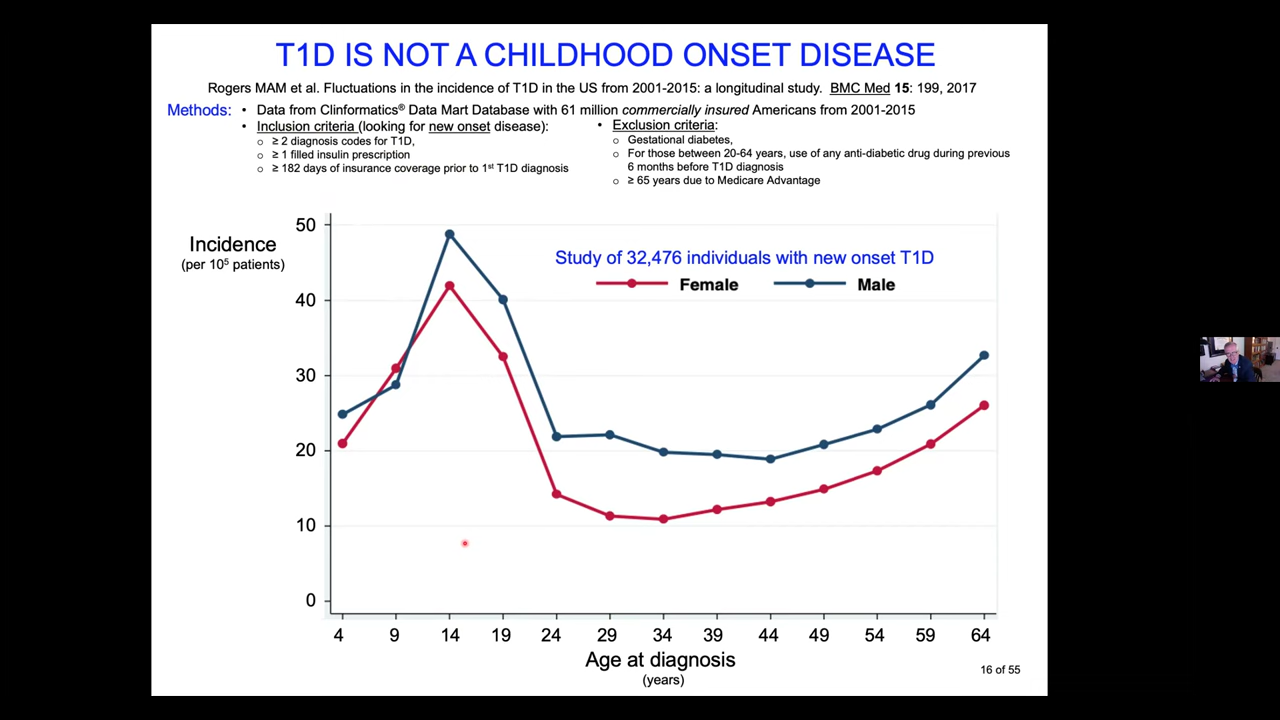 T1D IS NOT A CHILDHOOD ONSET DISEASE
Rogers MAM et al. Fluctuations in the incidence of T1D in the US from 2001-2015: a longitudinal study. BMC Med 15: 199, 2017
Methods: • Data from Clinformatics® Data Mart Database with 61 million commercially insured Americans from 2001-2015
• Inclusion criteria (looking for new onset disease):
○ ≥ 2 diagnosis codes for T1D,
○ ≥ 1 filled insulin prescription
○ ≥ 182 days of insurance coverage prior to 1st T1D diagnosis
• Exclusion criteria:
○ Gestational diabetes,
○ For those between 20-64 years, use of any anti-diabetic drug during previous
6 months before T1D diagnosis
○ ≥ 65 years due to Medicare Advantage
Incidence
(per 10⁵ patients)
50
40
30
20
10
0
Study of 32,476 individuals with new onset T1D
Female Male
4 9 14 19 24 29 34 39 44 49 54 59 64
Age at diagnosis
(years)
16 of 55